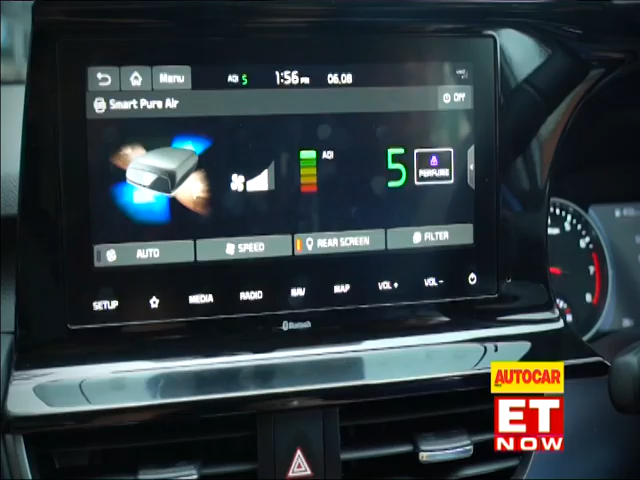 Menu AQI 5 1:56 PM 06.08
Smart Pure Air OFF
AQI
5
PERFUME
AUTO SPEED REAR SCREEN FILTER
SETUP MEDIA RADIO NAV MAP VOL+ VOL-
Bluetooth
AUTOCAR
ET
NOW